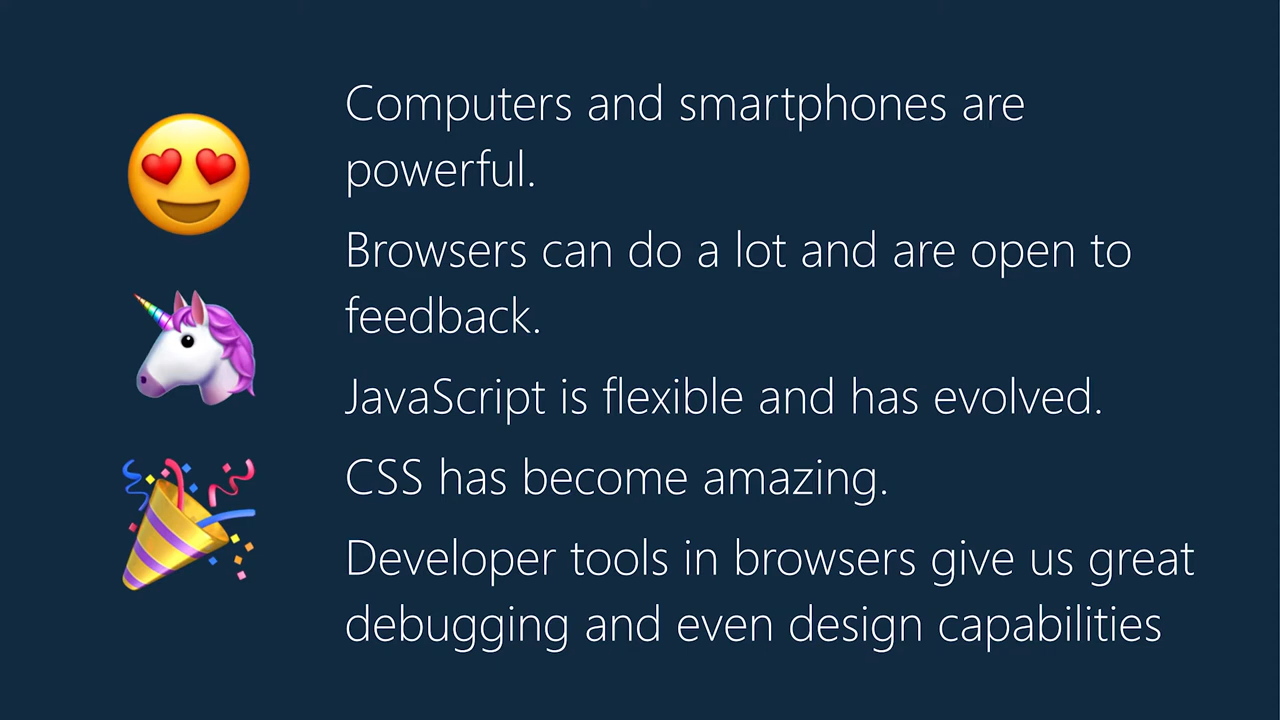 Computers and smartphones are
powerful.
Browsers can do a lot and are open to
feedback.
JavaScript is flexible and has evolved.
CSS has become amazing.
Developer tools in browsers give us great
debugging and even design capabilities